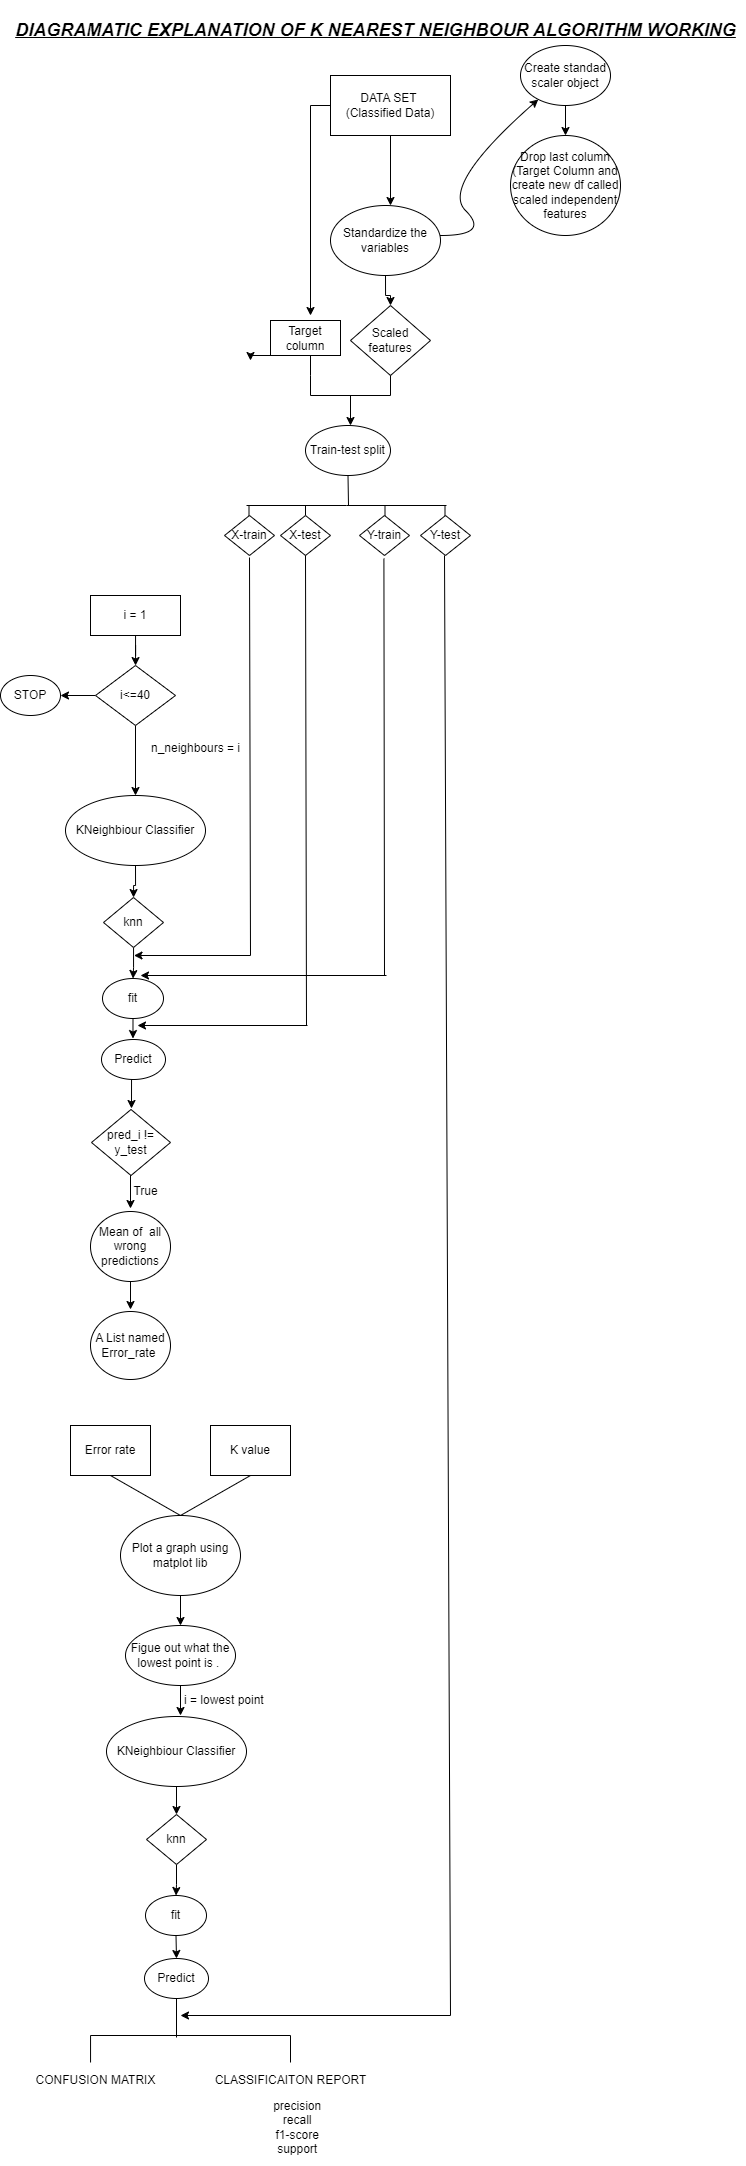 DIAGRAMATIC EXPLANATION OF K NEAREST NEIGHBOUR ALGORITHM WORKING
Create standad
scaler object
DATA SET
(Classified Data)
Drop last column
(Target Column and
create new df called
scaled independent
features
Standardize the
variables
Target
column
Scaled
features
Train-test split
X-train
X-test
Y-train
Y-test
i = 1
STOP
i<=40
n_neighbours = i
KNeighbiour Classifier
knn
fit
Predict
pred_i !=
y_test
True
Mean of all
wrong
predictions
A List named
Error_rate
Error rate
K value
Plot a graph using
matplot lib
Figue out what the
lowest point is .
i = lowest point
KNeighbiour Classifier
knn
fit
Predict
CONFUSION MATRIX
CLASSIFICAITON REPORT
precision
recall
f1-score
support